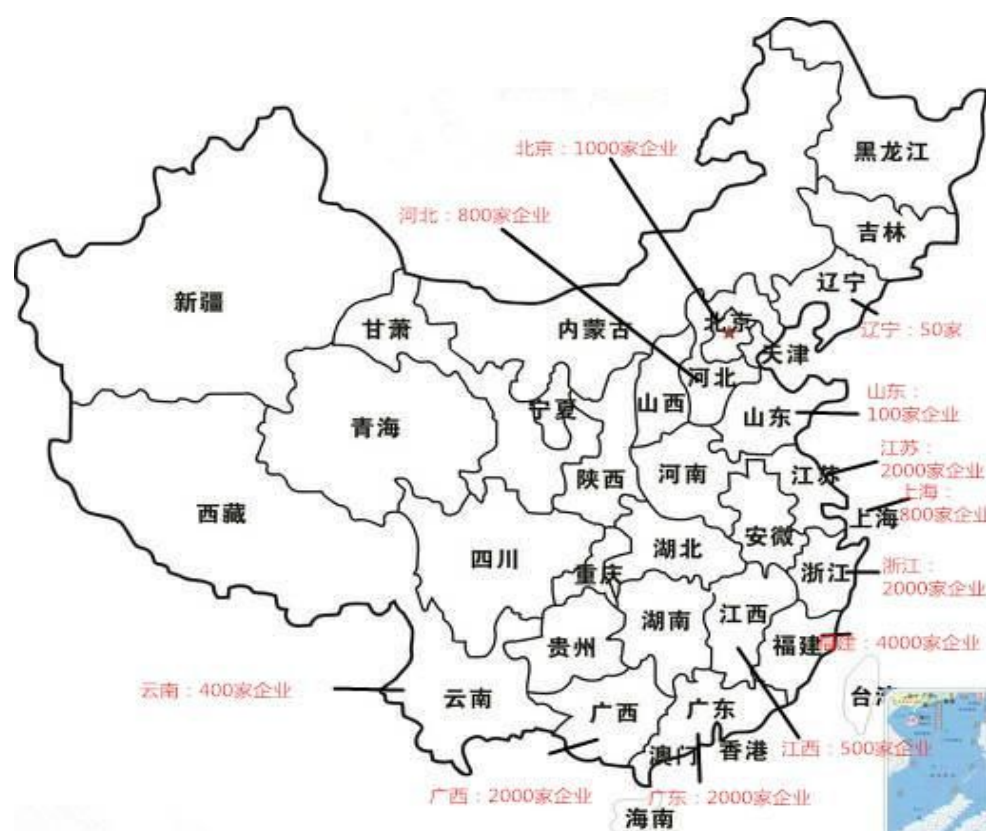 黑龙江
北京：1000家企业
河北：800家企业
吉林
辽宁
新疆
甘萧
内蒙古
北京
辽宁：50家
天津
河北
山东：
100家企业
宁夏
山西
山东
青海
江苏：
2000家企业
陕西
河南
江苏
上海：
800家企业
西藏
上海
安微
湖北
四川
重庆
浙江
浙江：
2000家企业
江西
湖南
贵州
福建
福建：4000家企业
云南：400家企业
云南
广西
广东
台湾
澳门
香港
江西：500家企业
广西：2000家企业
广东：2000家企业
海南